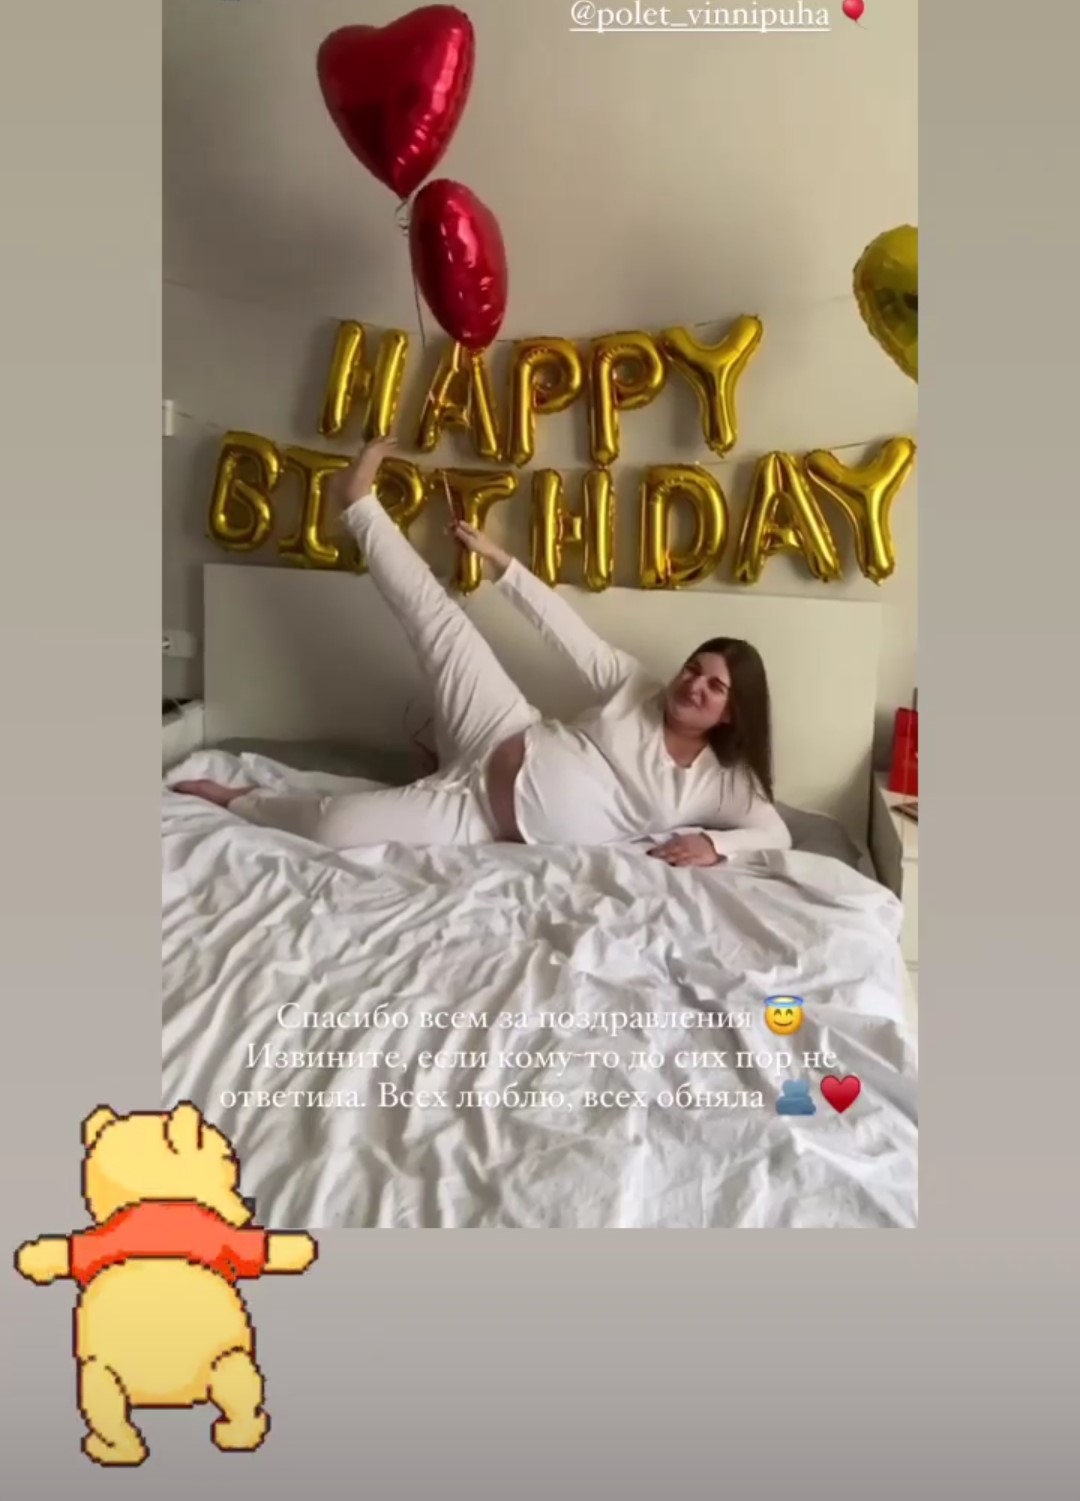 @polet_vinnipuha
HAPPY
BIRTHDAY
Спасибо всем за поздравления
Извините, если кому-то до сих пор не
ответила. Всех люблю, всех обняла